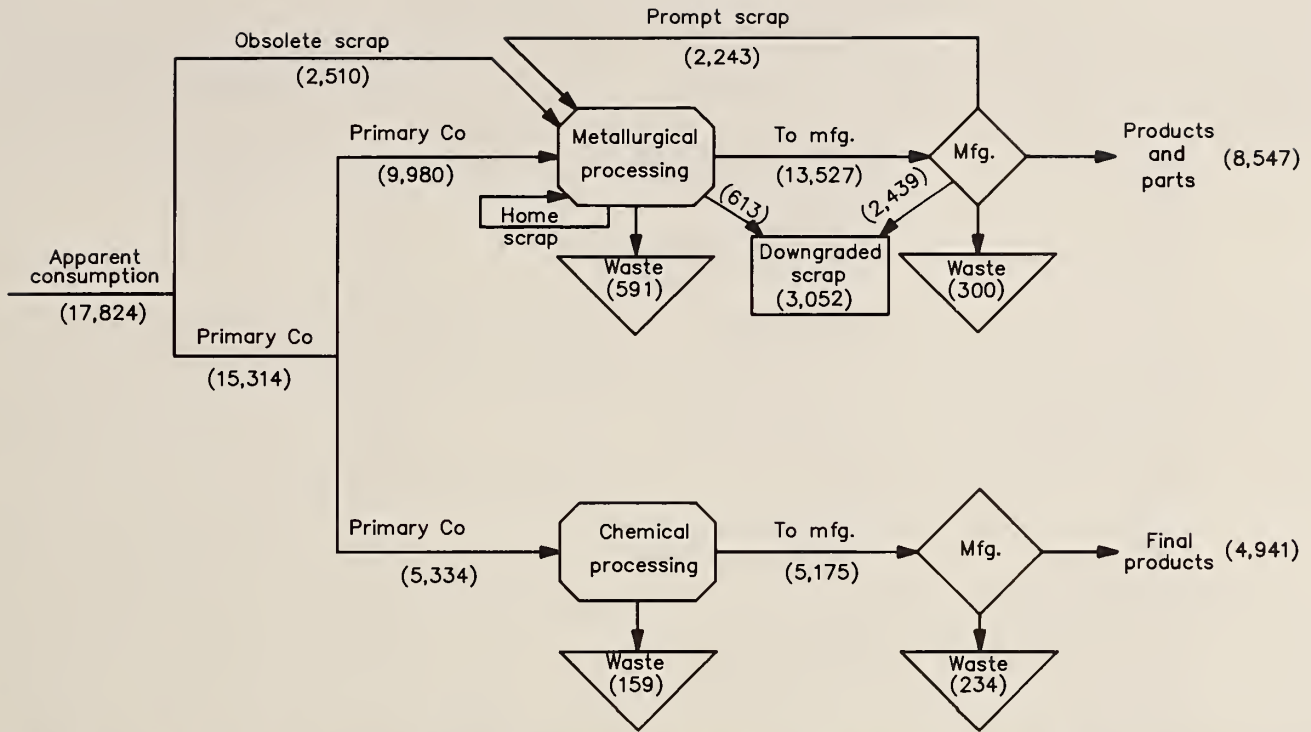 Prompt scrap
(2,243)
Obsolete scrap
(2,510)
Primary Co
(9,980)
Metallurgical
processing
To mfg.
(13,527)
Mfg.
Products
and
parts
(8,547)
Home
scrap
(613)
(2,439)
Waste
(591)
Downgraded
scrap
(3,052)
Waste
(300)
Apparent
consumption
(17,824)
Primary Co
(15,314)
Primary Co
(5,334)
Chemical
processing
To mfg.
(5,175)
Mfg.
Final
products
(4,941)
Waste
(159)
Waste
(234)